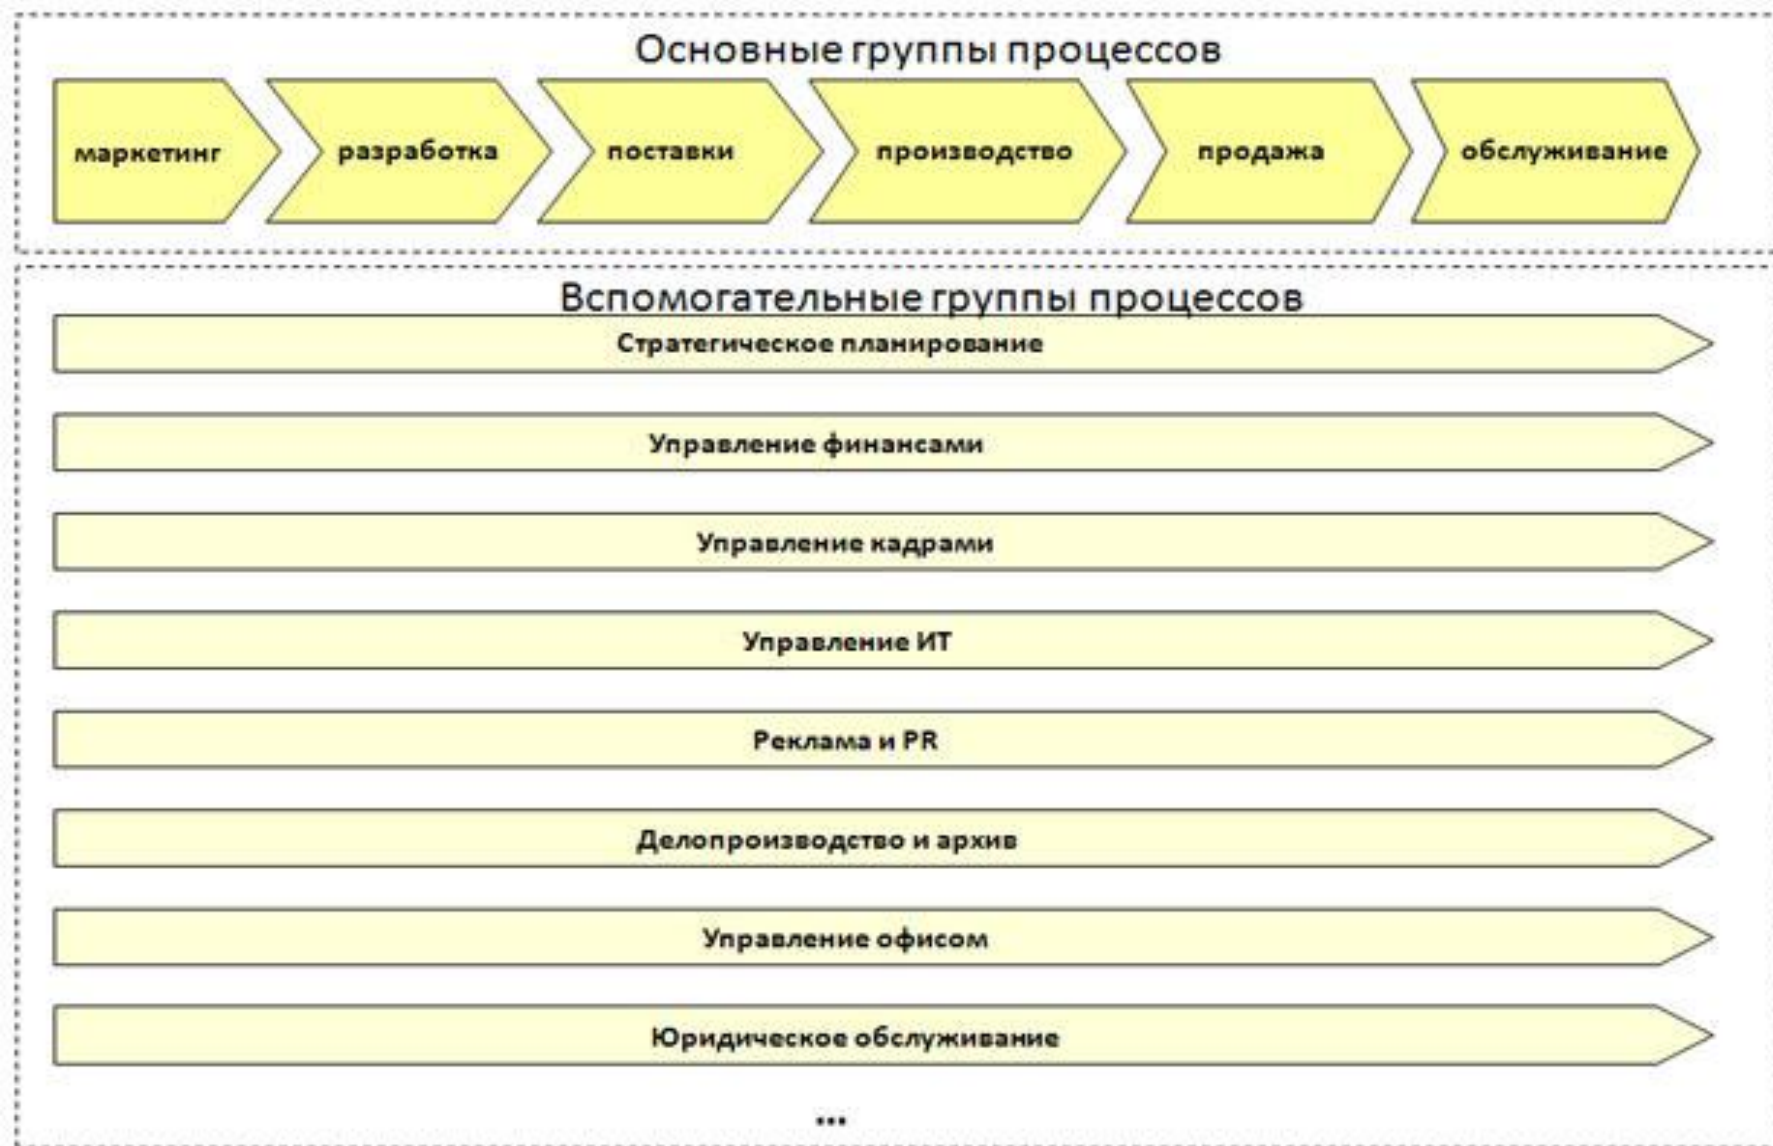 Основные группы процессов
маркетинг
разработка
поставки
производство
продажа
обслуживание
Вспомогательные группы процессов
Стратегическое планирование
Управление финансами
Управление кадрами
Управление ИТ
Реклама и PR
Делопроизводство и архив
Управление офисом
Юридическое обслуживание
...